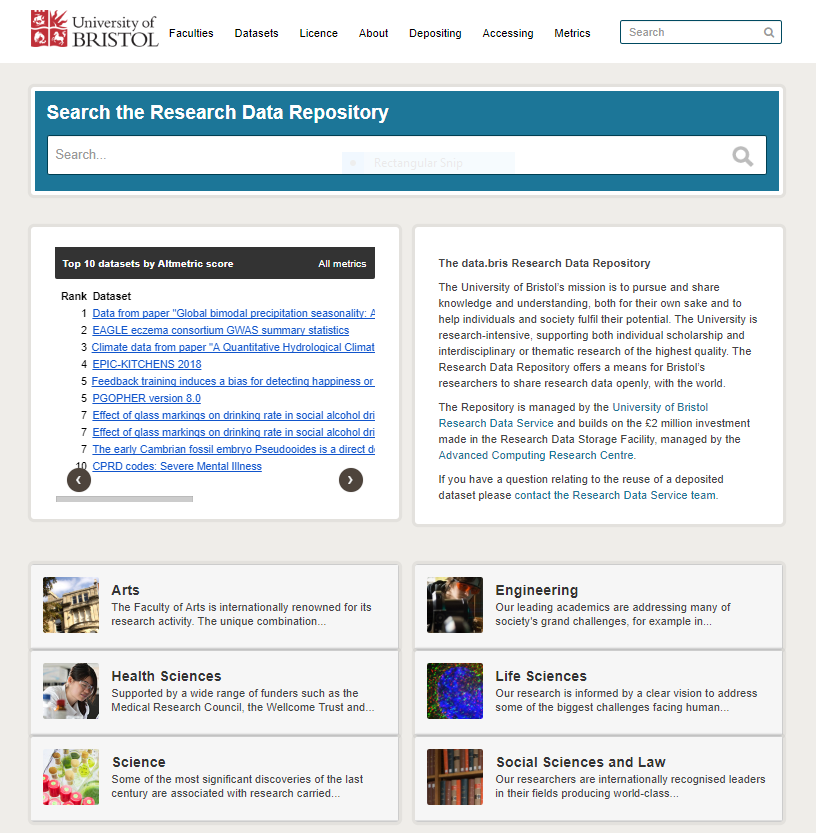 University of
BRISTOL
Faculties Datasets Licence About Depositing Accessing Metrics Search
Search the Research Data Repository
Search...
Rectangular Snip
Top 10 datasets by Altmetric score All metrics
Rank Dataset
1 Data from paper "Global bimodal precipitation seasonality: A
2 EAGLE eczema consortium GWAS summary statistics
3 Climate data from paper "A Quantitative Hydrological Climat
4 EPIC-KITCHENS 2018
5 Feedback training induces a bias for detecting happiness or
5 PGOPHER version 8.0
7 Effect of glass markings on drinking rate in social alcohol dri
7 Effect of glass markings on drinking rate in social alcohol dri
7 The early Cambrian fossil embryo Pseudooides is a direct de
10 CPRD codes: Severe Mental Illness
The data.bris Research Data Repository
The University of Bristol's mission is to pursue and share
knowledge and understanding, both for their own sake and to
help individuals and society fulfil their potential. The University is
research-intensive, supporting both individual scholarship and
interdisciplinary or thematic research of the highest quality. The
Research Data Repository offers a means for Bristol's
researchers to share research data openly, with the world.
The Repository is managed by the University of Bristol
Research Data Service and builds on the £2 million investment
made in the Research Data Storage Facility, managed by the
Advanced Computing Research Centre.
If you have a question relating to the reuse of a deposited
dataset please contact the Research Data Service team.
Arts
The Faculty of Arts is internationally renowned for its
research activity. The unique combination...
Engineering
Our leading academics are addressing many of
society's grand challenges, for example in...
Health Sciences
Supported by a wide range of funders such as the
Medical Research Council, the Wellcome Trust and...
Life Sciences
Our research is informed by a clear vision to address
some of the biggest challenges facing human...
Science
Some of the most significant discoveries of the last
century are associated with research carried...
Social Sciences and Law
Our researchers are internationally recognised leaders
in their fields producing world-class...